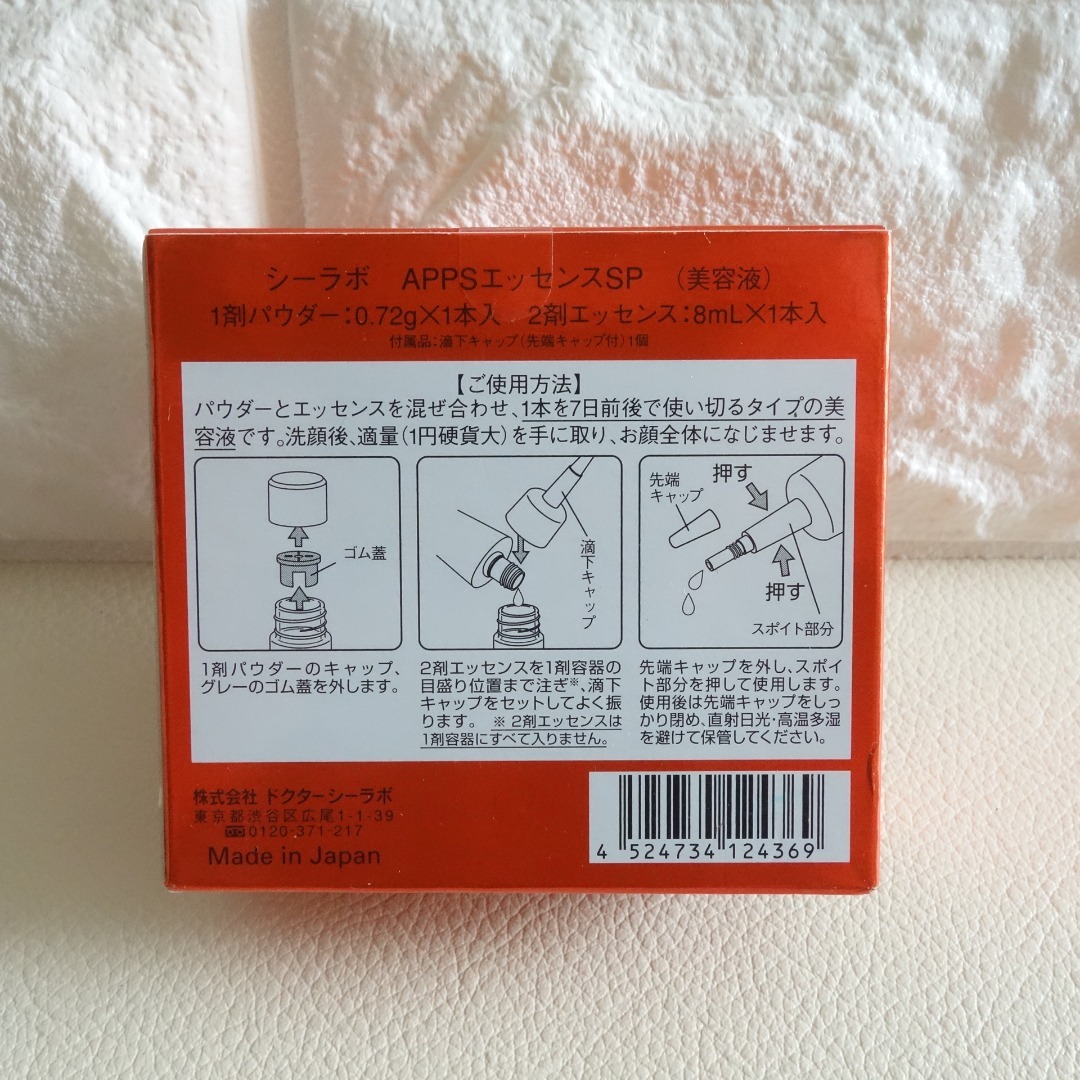 シーラボ　APPSエッセンスSP　（美容液）
1剤パウダー：0.72g×1本入　2剤エッセンス：8mL×1本入
付属品：滴下キャップ（先端キャップ付）1個
【ご使用方法】
パウダーとエッセンスを混ぜ合わせ、1本を7日前後で使い切るタイプの美
容液です。洗顔後、適量（1円硬貨大）を手に取り、お顔全体になじませます。
ゴム蓋
1剤パウダーのキャップ、
グレーのゴム蓋を外します。
滴下キャップ
2剤エッセンスを1剤容器の
目盛り位置まで注ぎ※、滴下
キャップをセットしてよく振
ります。　※2剤エッセンスは
1剤容器にすべて入りません。
先端
キャップ
押す
押す
スポイト部分
先端キャップを外し、スポイ
ト部分を押して使用します。
使用後は先端キャップをしっ
かり閉め、直射日光・高温多湿
を避けて保管してください。
株式会社 ドクターシーラボ
東京都渋谷区広尾1-1-39
0120-371-217
Made in Japan
4 524734 124369